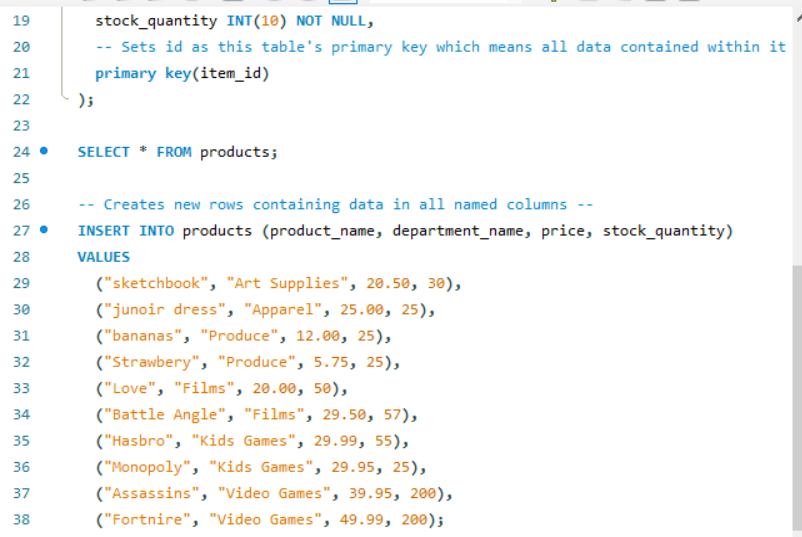 19 stock_quantity INT(10) NOT NULL,
20 -- Sets id as this table's primary key which means all data contained within it
21 primary key(item_id)
22 );
23
24 SELECT * FROM products;
25
26 -- Creates new rows containing data in all named columns --
27 INSERT INTO products (product_name, department_name, price, stock_quantity)
28 VALUES
29 ("sketchbook", "Art Supplies", 20.50, 30),
30 ("junoir dress", "Apparel", 25.00, 25),
31 ("bananas", "Produce", 12.00, 25),
32 ("Strawbery", "Produce", 5.75, 25),
33 ("Love", "Films", 20.00, 50),
34 ("Battle Angle", "Films", 29.50, 57),
35 ("Hasbro", "Kids Games", 29.99, 55),
36 ("Monopoly", "Kids Games", 29.95, 25),
37 ("Assassins", "Video Games", 39.95, 200),
38 ("Fortnire", "Video Games", 49.99, 200);